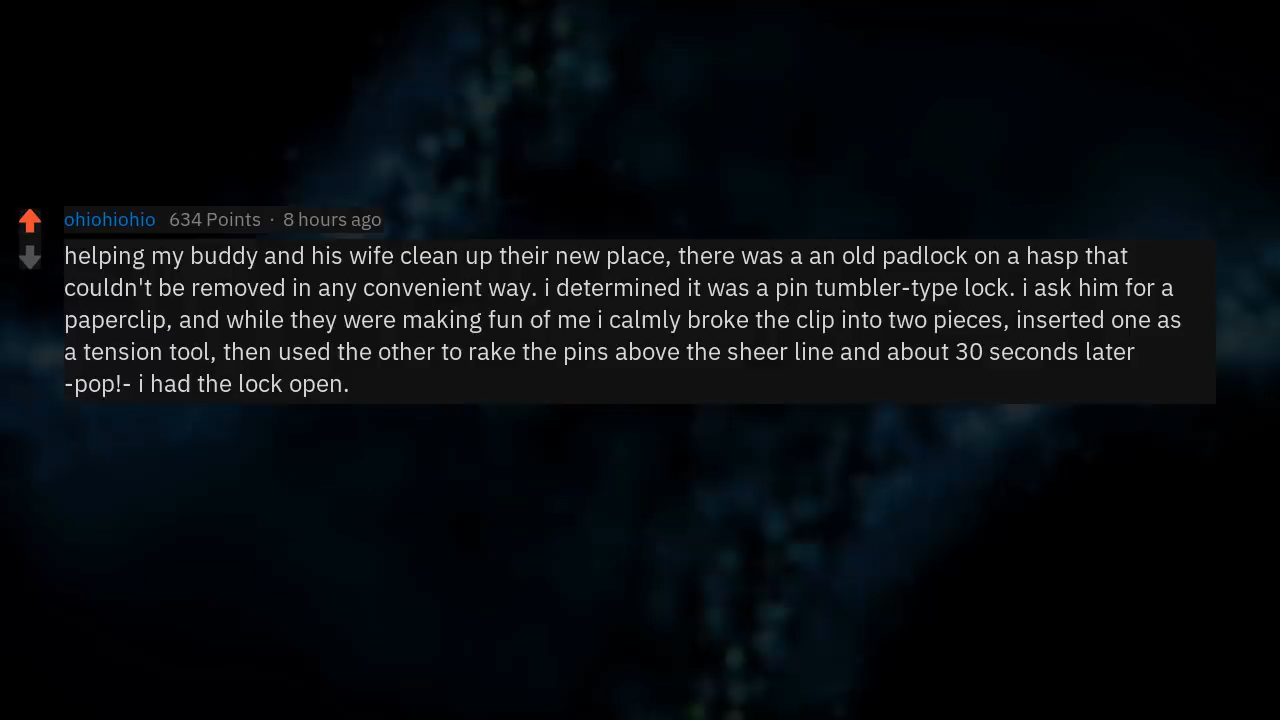 ohiohiohio 634 Points · 8 hours ago
helping my buddy and his wife clean up their new place, there was a an old padlock on a hasp that
couldn't be removed in any convenient way. i determined it was a pin tumbler-type lock. i ask him for a
paperclip, and while they were making fun of me i calmly broke the clip into two pieces, inserted one as
a tension tool, then used the other to rake the pins above the sheer line and about 30 seconds later
-pop!- i had the lock open.